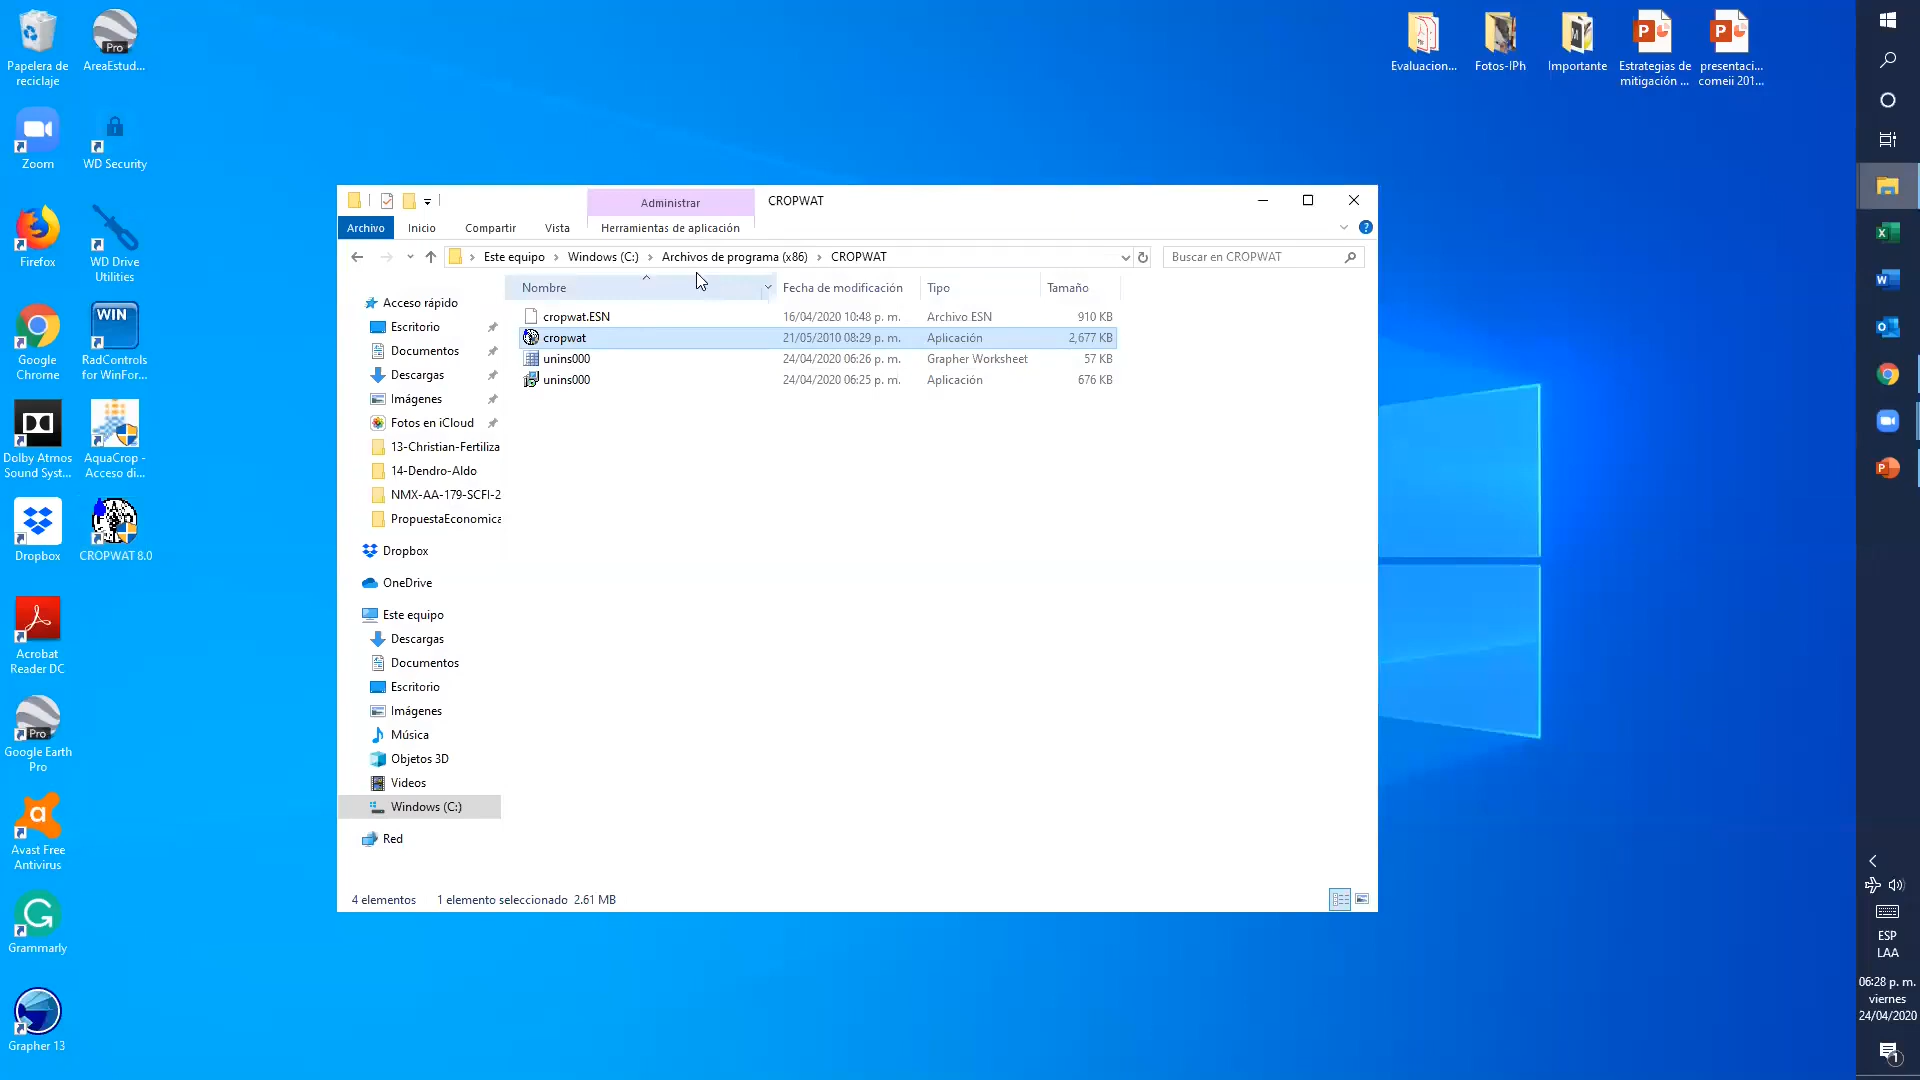 Papelera de
reciclaje
Pro
AreaEstud...
Zoom
WD Security
Firefox
WD Drive
Utilities
Google
Chrome
WIN
RadControls
for WinFor...
Dolby Atmos
Sound Syst...
AquaCrop -
Acceso di...
Dropbox
CROPWAT 8.0
Acrobat
Reader DC
Pro
Google Earth
Pro
Avast Free
Antivirus
Grammarly
Grapher 13
Evaluacion...
Fotos-IPh
Importante
Estrategias de
mitigación ...
presentaci...
comeii 201...
Administrar
CROPWAT
Archivo
Inicio
Compartir
Vista
Herramientas de aplicación
Este equipo > Windows (C:) > Archivos de programa (x86) > CROPWAT
Buscar en CROPWAT
Nombre Fecha de modificación Tipo Tamaño
cropwat.ESN 16/04/2020 10:48 p. m. Archivo ESN 910 KB
cropwat 21/05/2010 08:29 p. m. Aplicación 2,677 KB
unins000 24/04/2020 06:26 p. m. Grapher Worksheet 57 KB
unins000 24/04/2020 06:25 p. m. Aplicación 676 KB
Acceso rápido
Escritorio
Documentos
Descargas
Imágenes
Fotos en iCloud
13-Christian-Fertiliza
14-Dendro-Aldo
NMX-AA-179-SCFI-2
PropuestaEconomica
Dropbox
OneDrive
Este equipo
Descargas
Documentos
Escritorio
Imágenes
Música
Objetos 3D
Videos
Windows (C:)
Red
4 elementos 1 elemento seleccionado 2.61 MB
ESP
LAA
06:28 p. m.
viernes
24/04/2020
1